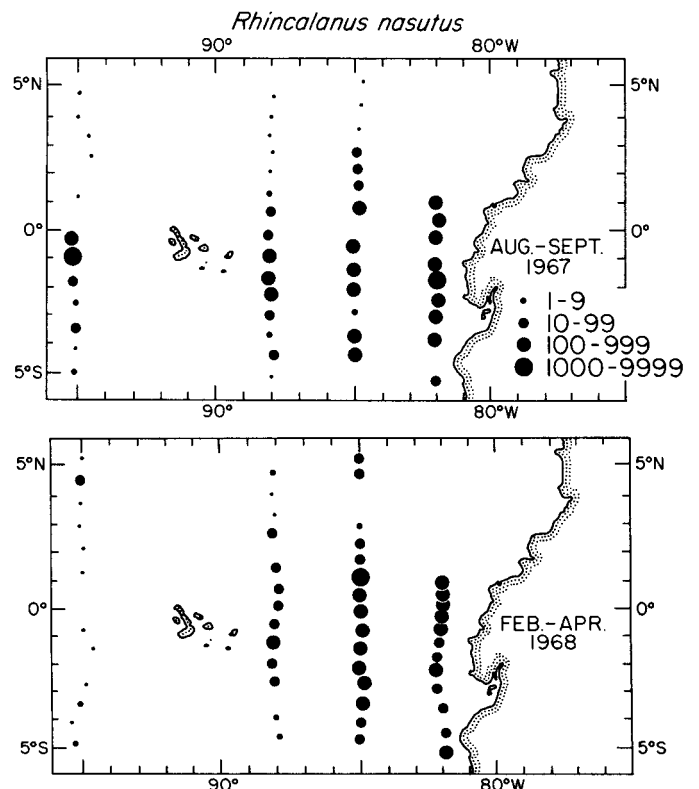 Rhincalanus nasutus
90° 80°W
5°N 5°N
0° 0°
AUG.-SEPT.
1967
1-9
10-99
100-999
1000-9999
5°S 5°S
90° 80°W
5°N 5°N
0° 0°
FEB.-APR.
1968
5°S 5°S
90° 80°W